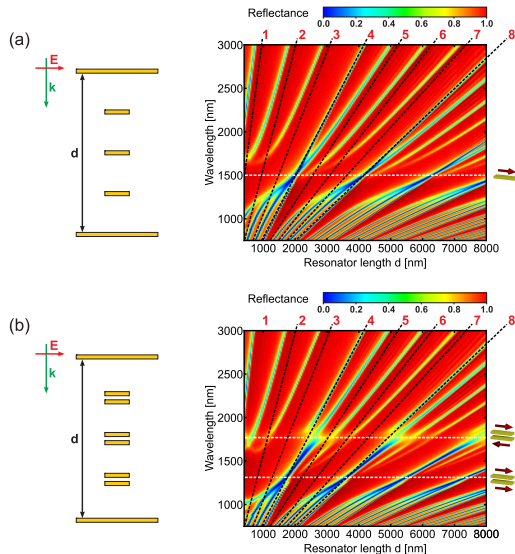 (a)
E
k
d
Reflectance
0.0 0.2 0.4 0.6 0.8 1.0
1 2 3 4 5 6 7 8
Wavelength [nm]
3000
2500
2000
1500
1000
1000 2000 3000 4000 5000 6000 7000 8000
Resonator length d [nm]
(b)
E
k
d
Reflectance
0.0 0.2 0.4 0.6 0.8 1.0
1 2 3 4 5 6 7 8
Wavelength [nm]
3000
2500
2000
1500
1000
1000 2000 3000 4000 5000 6000 7000 8000
Resonator length d [nm]